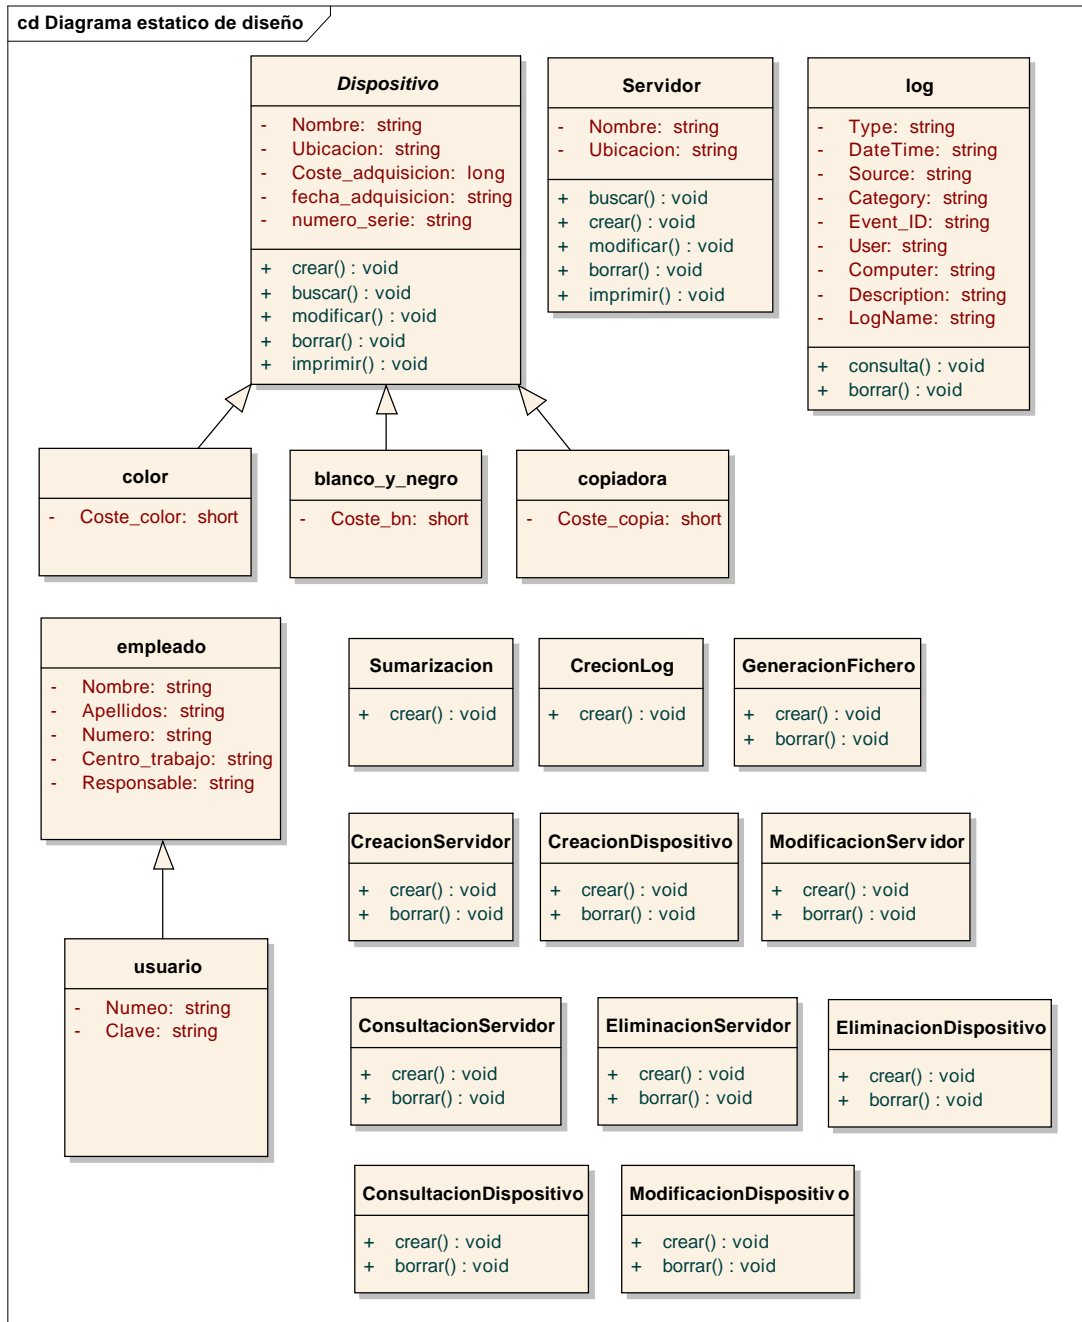 cd Diagrama estatico de diseño
Dispositivo
- Nombre: string
- Ubicacion: string
- Coste_adquisicion: long
- fecha_adquisicion: string
- numero_serie: string
+ crear() : void
+ buscar() : void
+ modificar() : void
+ borrar() : void
+ imprimir() : void
Servidor
- Nombre: string
- Ubicacion: string
+ buscar() : void
+ crear() : void
+ modificar() : void
+ borrar() : void
+ imprimir() : void
log
- Type: string
- DateTime: string
- Source: string
- Category: string
- Event_ID: string
- User: string
- Computer: string
- Description: string
- LogName: string
+ consulta() : void
+ borrar() : void
color
- Coste_color: short
blanco_y_negro
- Coste_bn: short
copiadora
- Coste_copia: short
empleado
- Nombre: string
- Apellidos: string
- Numero: string
- Centro_trabajo: string
- Responsable: string
Sumarizacion
+ crear() : void
CrecionLog
+ crear() : void
GeneracionFichero
+ crear() : void
+ borrar() : void
CreacionServidor
+ crear() : void
+ borrar() : void
CreacionDispositivo
+ crear() : void
+ borrar() : void
ModificacionServidor
+ crear() : void
+ borrar() : void
usuario
- Numeo: string
- Clave: string
ConsultacionServidor
+ crear() : void
+ borrar() : void
EliminacionServidor
+ crear() : void
+ borrar() : void
EliminacionDispositivo
+ crear() : void
+ borrar() : void
ConsultacionDispositivo
+ crear() : void
+ borrar() : void
ModificacionDispositivo
+ crear() : void
+ borrar() : void